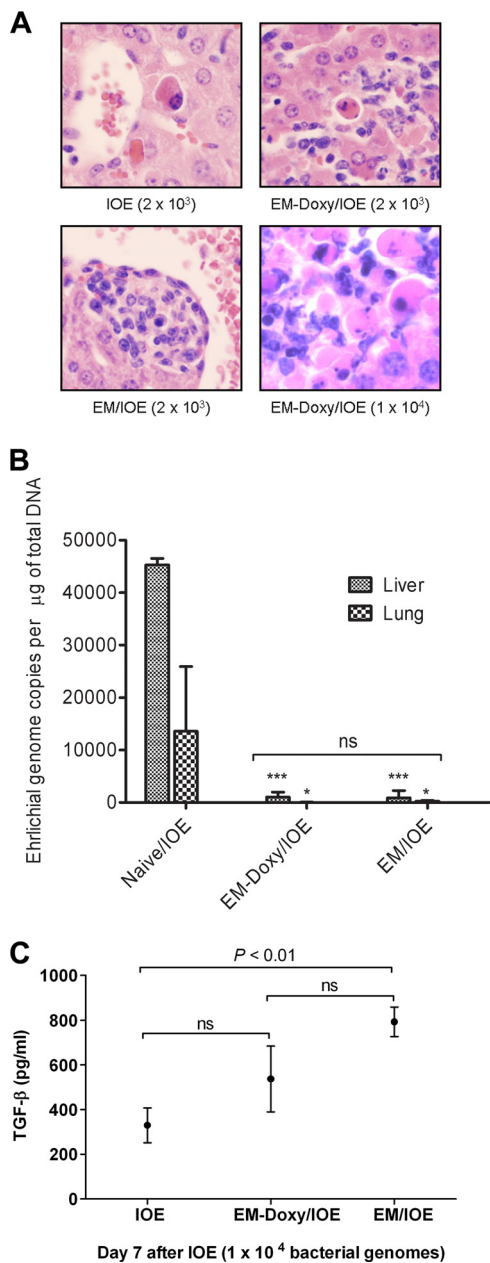 A
IOE (2 x 10³)
EM-Doxy/IOE (2 x 10³)
EM/IOE (2 x 10³)
EM-Doxy/IOE (1 x 10⁴)
B
Ehrlichial genome copies per μg of total DNA
50000
40000
30000
20000
10000
0
Liver
Lung
ns
***
*
***
*
Naive/IOE
EM-Doxy/IOE
EM/IOE
C
P < 0.01
ns
ns
TGF-β (pg/ml)
1000
800
600
400
200
0
IOE
EM-Doxy/IOE
EM/IOE
Day 7 after IOE (1 x 10 ⁴ bacterial genomes)